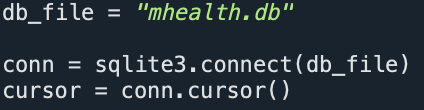 db_file = "mhealth.db"
conn = sqlite3.connect(db_file)
cursor = conn.cursor()